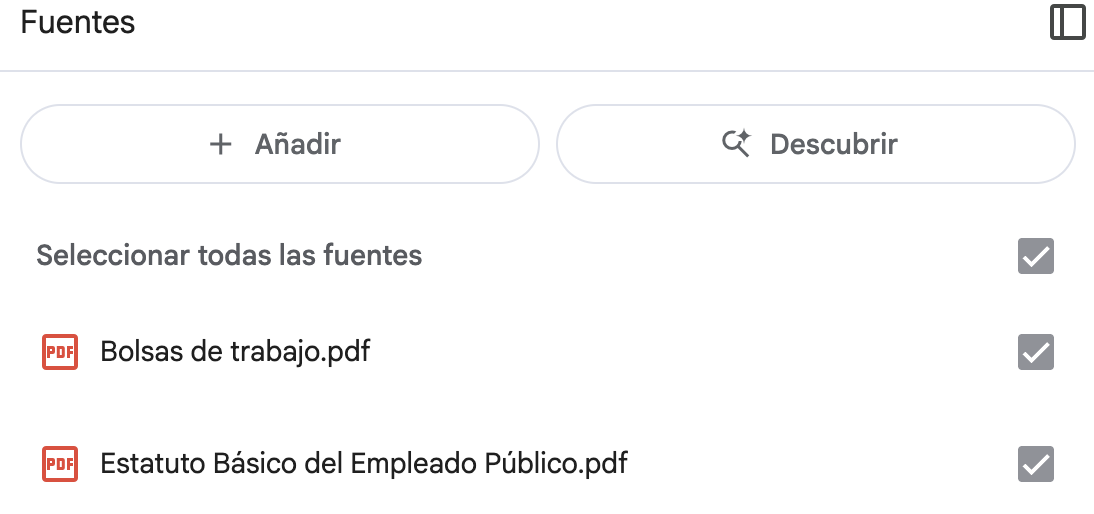 Fuentes
Añadir
Descubrir
Seleccionar todas las fuentes
PDF Bolsas de trabajo.pdf
PDF Estatuto Básico del Empleado Público.pdf